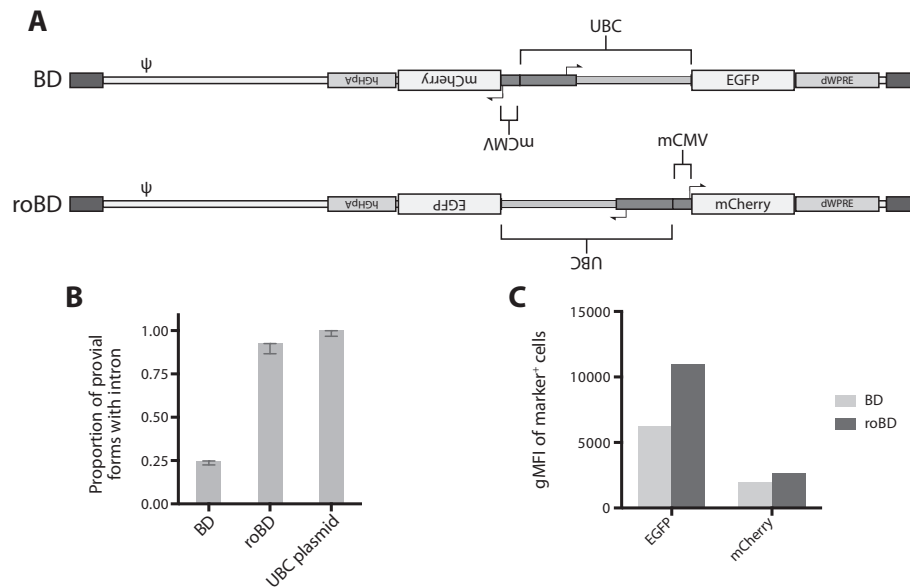 A
UBC
BD
ψ
hGHpA
mCherry
EGFP
dWPRE
mCMV
mCMV
roBD
ψ
hGHpA
EGFP
mCherry
dWPRE
UBC
B
Proportion of provial
forms with intron
1.00
0.75
0.50
0.25
0.00
BD
roBD
UBC plasmid
C
gMFI of marker⁺ cells
15000
10000
5000
0
EGFP
mCherry
BD
roBD